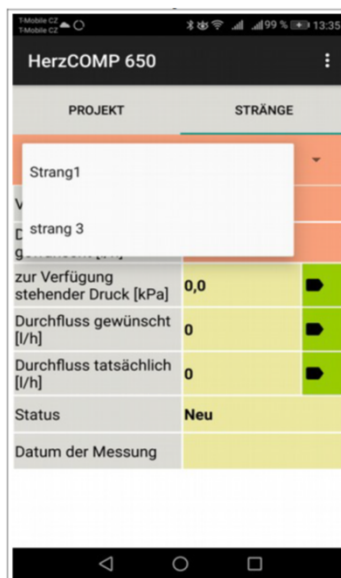 T-Mobile CZ
T-Mobile CZ
99 % 13:35
HerzCOMP 650
PROJEKT STRÄNGE
Strang1
V
strang 3
zur Verfügung
stehender Druck [kPa]
0,0
Durchfluss gewünscht
[l/h]
0
Durchfluss tatsächlich
[l/h]
0
Status Neu
Datum der Messung